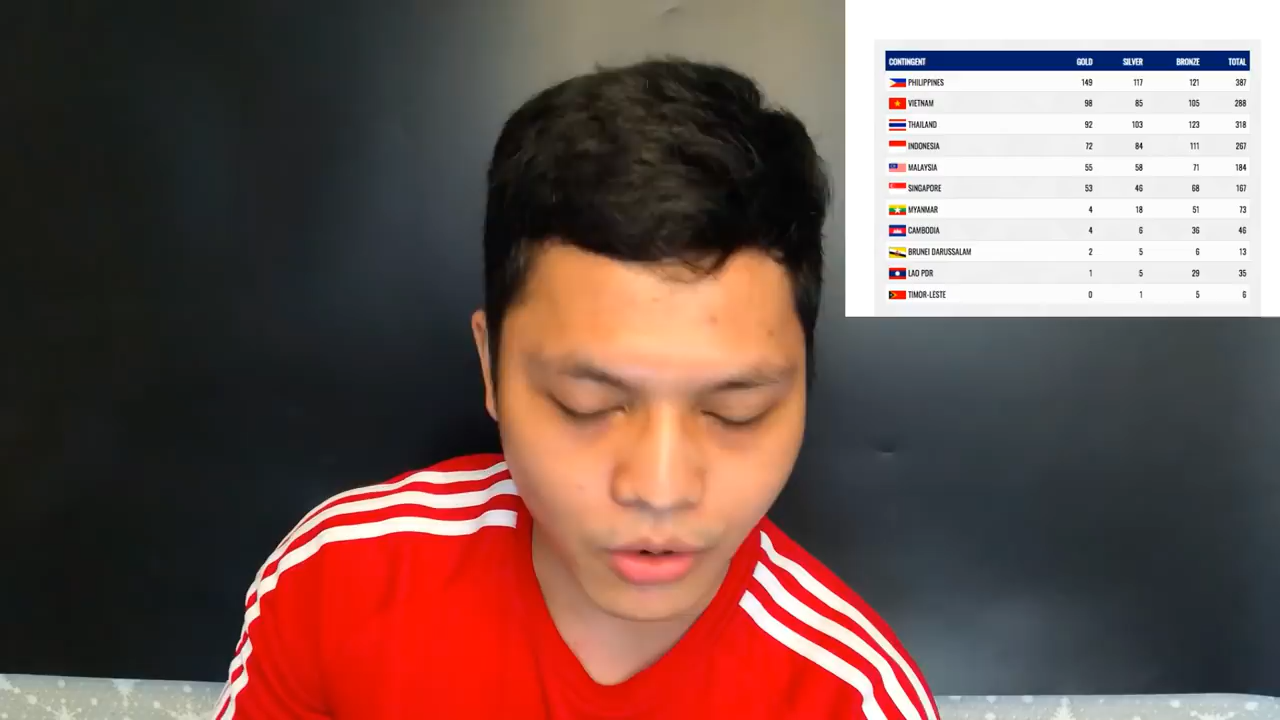 CONTINGENT GOLD SILVER BRONZE TOTAL
PHILIPPINES 149 117 121 387
VIETNAM 98 85 105 288
THAILAND 92 103 123 318
INDONESIA 72 84 111 267
MALAYSIA 55 58 71 184
SINGAPORE 53 46 68 167
MYANMAR 4 18 51 73
CAMBODIA 4 6 36 46
BRUNEI DARUSSALAM 2 5 6 13
LAO PDR 1 5 29 35
TIMOR-LESTE 0 1 5 6